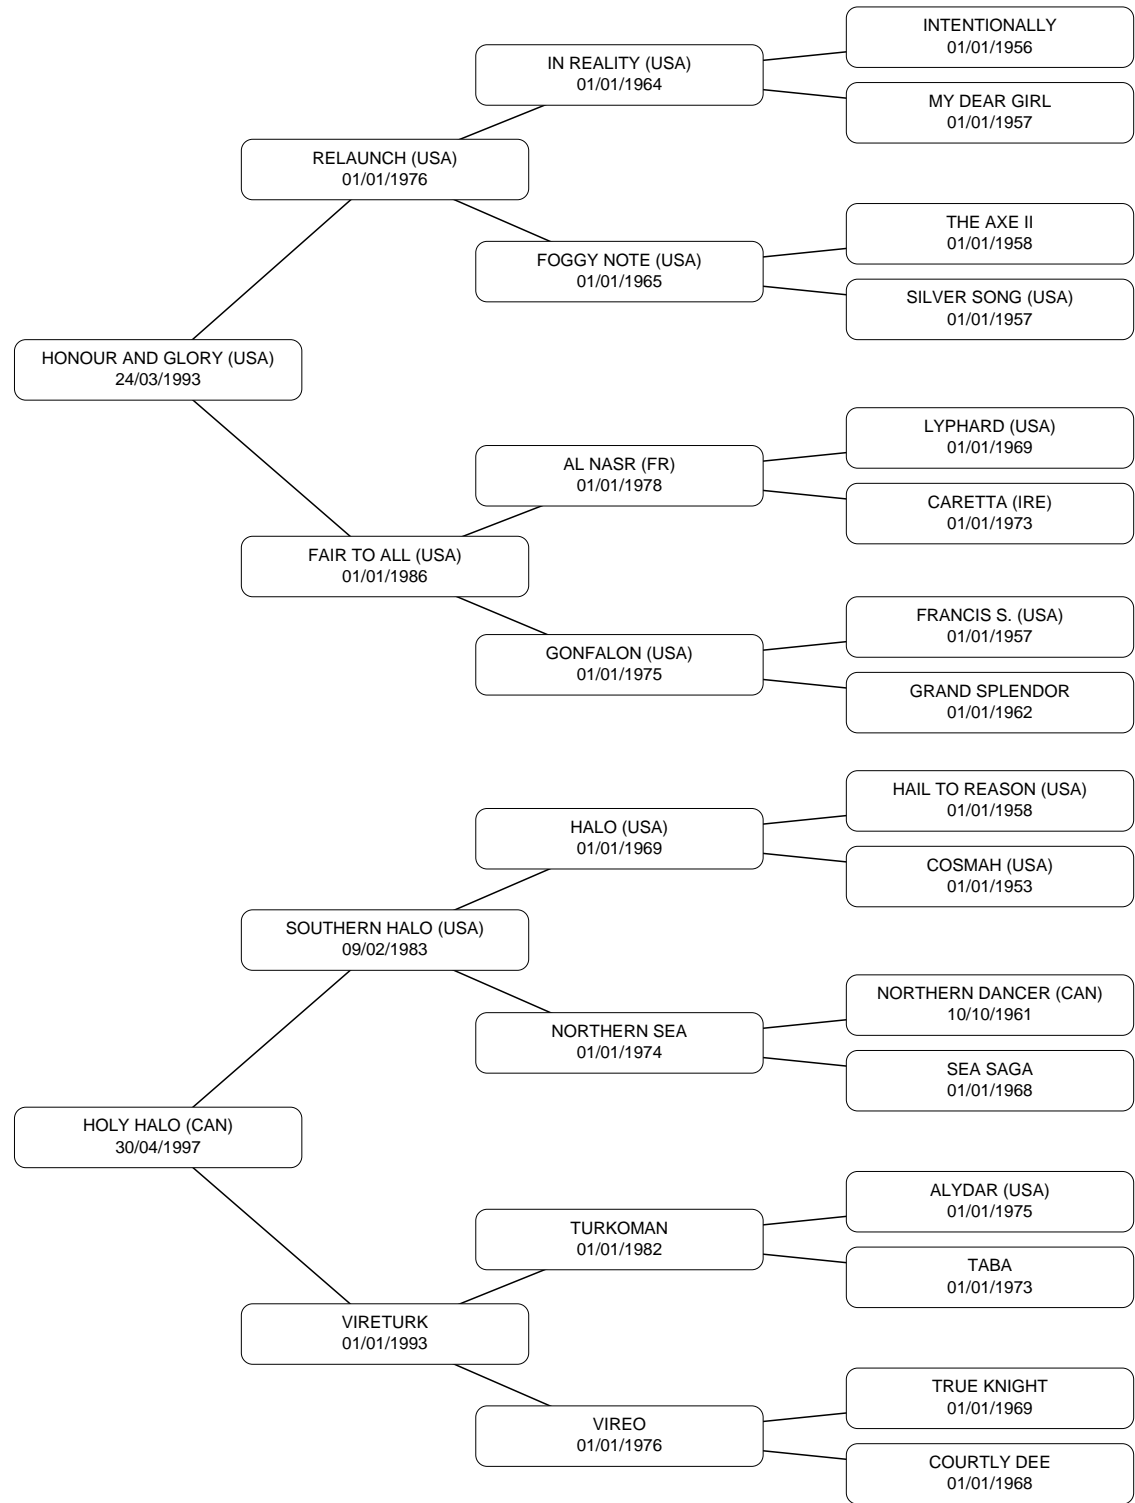 INTENTIONALLY
01/01/1956
IN REALITY (USA)
01/01/1964
MY DEAR GIRL
01/01/1957
RELAUNCH (USA)
01/01/1976
THE AXE II
01/01/1958
FOGGY NOTE (USA)
01/01/1965
SILVER SONG (USA)
01/01/1957
HONOUR AND GLORY (USA)
24/03/1993
LYPHARD (USA)
01/01/1969
AL NASR (FR)
01/01/1978
CARETTA (IRE)
01/01/1973
FAIR TO ALL (USA)
01/01/1986
FRANCIS S. (USA)
01/01/1957
GONFALON (USA)
01/01/1975
GRAND SPLENDOR
01/01/1962
HAIL TO REASON (USA)
01/01/1958
HALO (USA)
01/01/1969
COSMAH (USA)
01/01/1953
SOUTHERN HALO (USA)
09/02/1983
NORTHERN DANCER (CAN)
10/10/1961
NORTHERN SEA
01/01/1974
SEA SAGA
01/01/1968
HOLY HALO (CAN)
30/04/1997
ALYDAR (USA)
01/01/1975
TURKOMAN
01/01/1982
TABA
01/01/1973
VIRETURK
01/01/1993
TRUE KNIGHT
01/01/1969
VIREO
01/01/1976
COURTLY DEE
01/01/1968